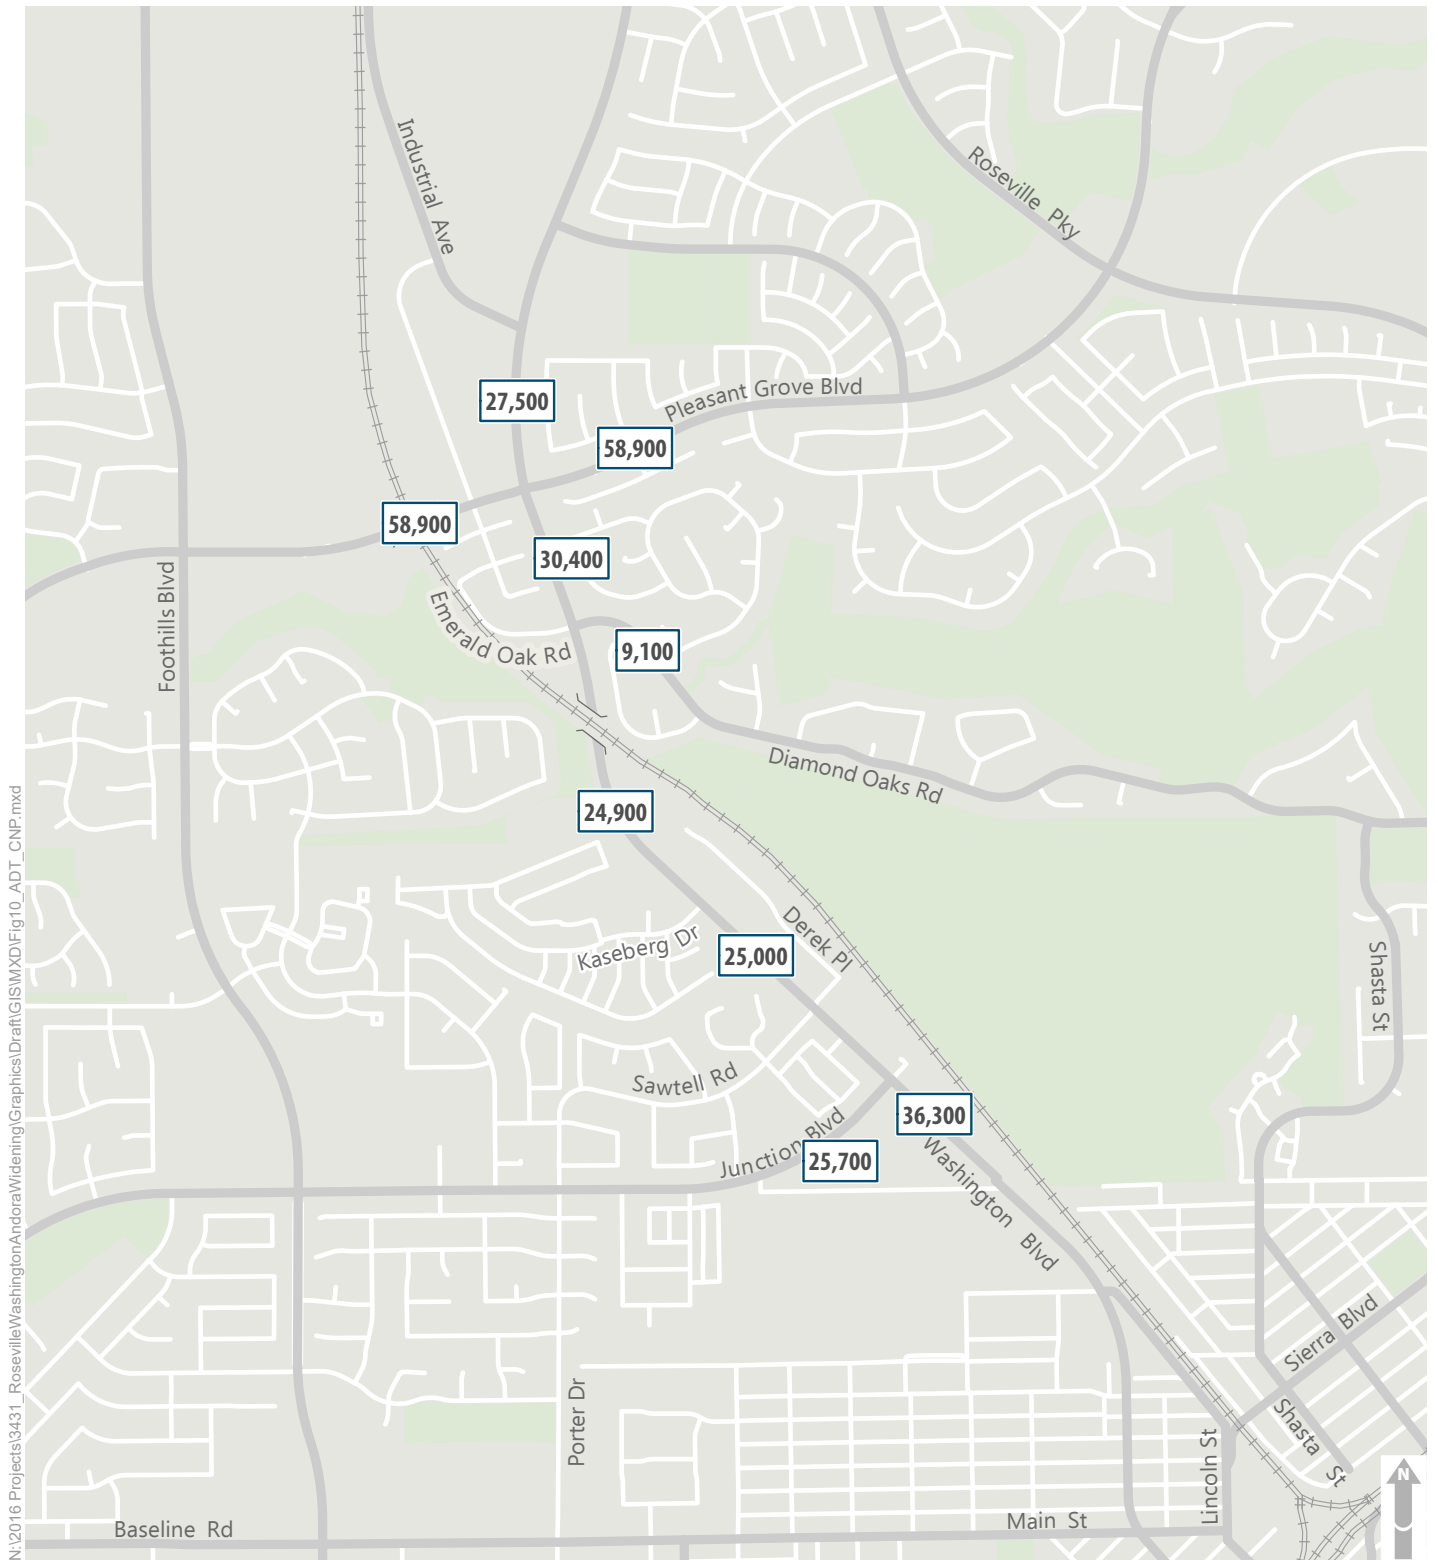 Industrial Ave
Roseville Pky
27,500
Pleasant Grove Blvd
58,900
58,900
30,400
Foothills Blvd
Emerald Oak Rd
9,100
Diamond Oaks Rd
24,900
Kaseberg Dr
Derek Pl
25,000
Shasta St
Sawtell Rd
36,300
Junction Blvd
25,700
Washington Blvd
Sierra Blvd
Porter Dr
Shasta St
Lincoln St
N
Main St
Baseline Rd
N:\2016 Projects\3431_RosevilleWashingtonAndoraWidening\Graphics\Draft\GIS\MXD\Fig10_ADT_CNP.mxd